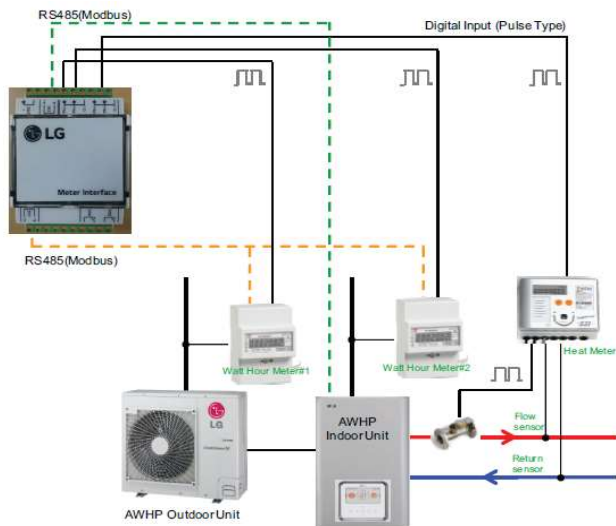 RS485(Modbus)
Digital Input (Pulse Type)
LG
Meter Interface
RS485(Modbus)
Watt Hour Meter#1
Watt Hour Meter#2
Heat Meter
LG
AWHP
Indoor Unit
Flow
sensor
Return
sensor
AWHP Outdoor Unit